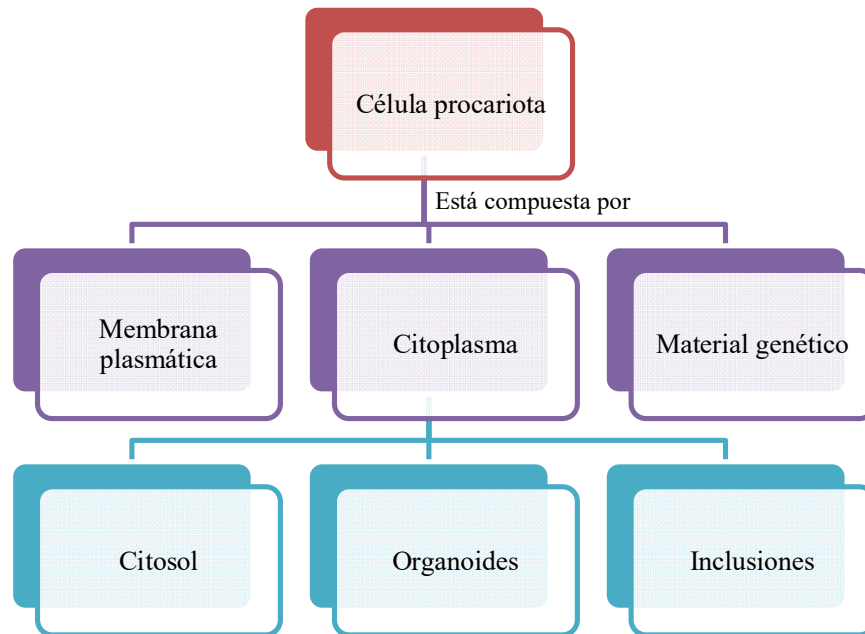 Célula procariota
Está compuesta por
Membrana
plasmática
Citoplasma
Material genético
Citosol
Organoides
Inclusiones